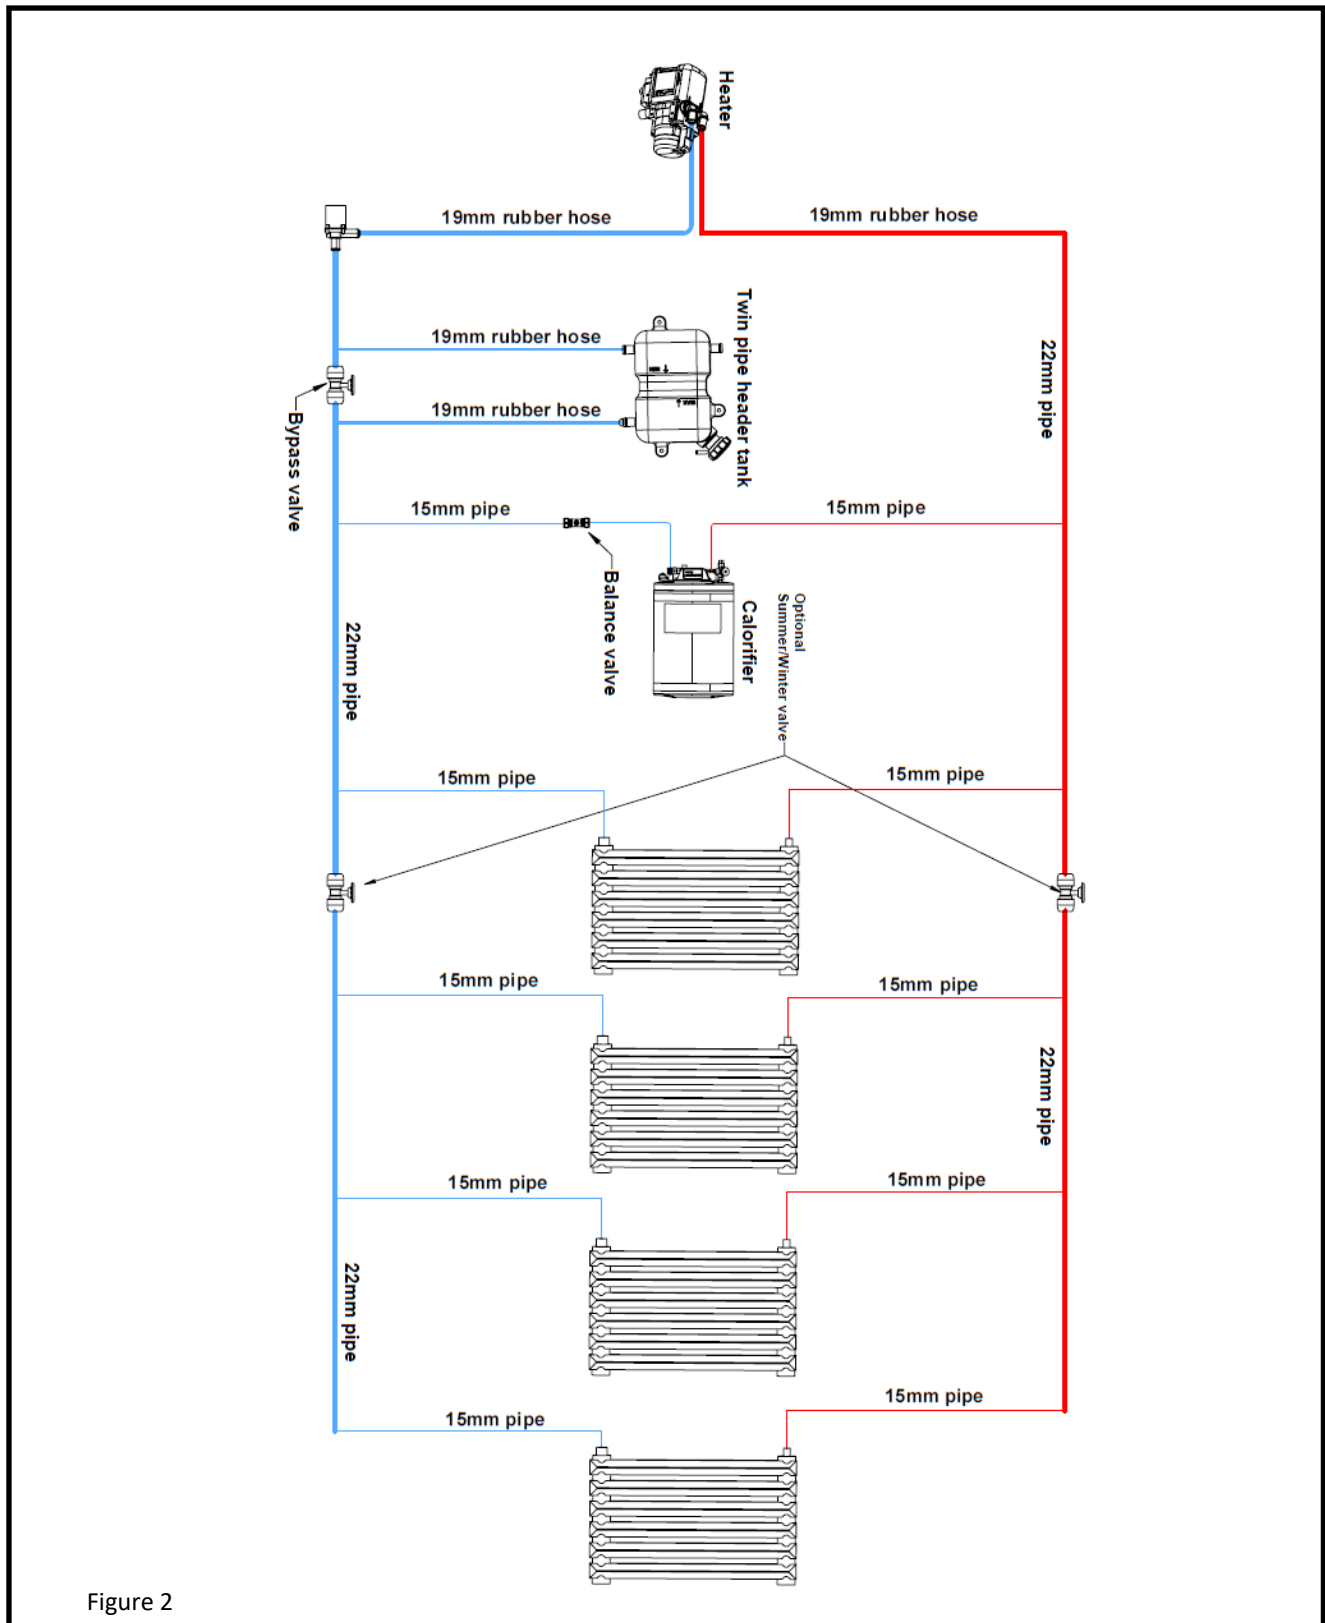 Heater
19mm rubber hose
19mm rubber hose
Twin pipe header tank
19mm rubber hose
22mm pipe
MAX
19mm rubber hose
Bypass valve
15mm pipe
15mm pipe
Balance valve
Calorifier
Optional
Summer/Winter valve
22mm pipe
15mm pipe
15mm pipe
15mm pipe
15mm pipe
22mm pipe
15mm pipe
15mm pipe
22mm pipe
15mm pipe
15mm pipe
Figure 2